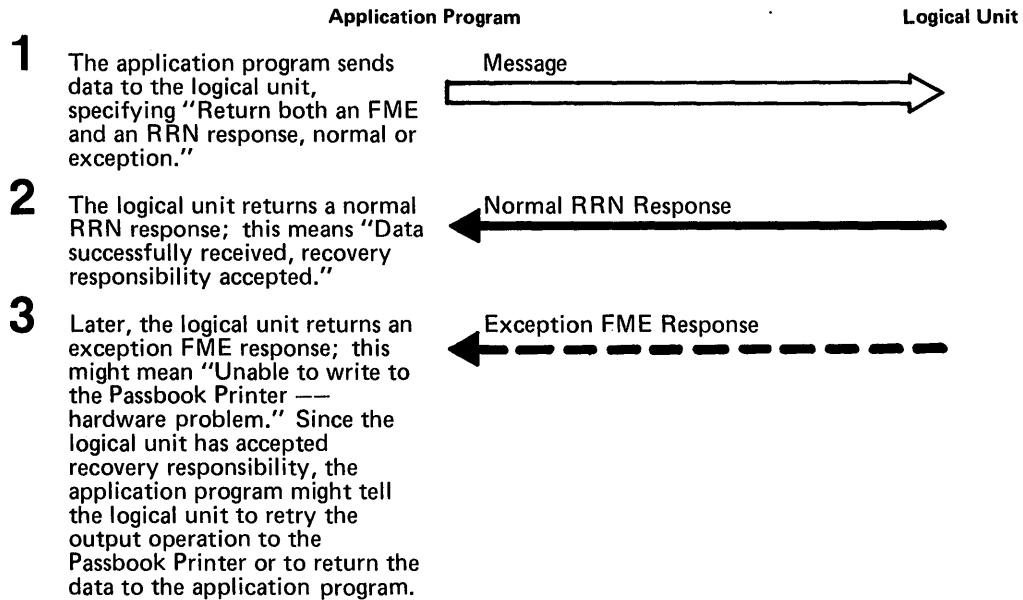 Application Program
Logical Unit
1
The application program sends
data to the logical unit,
specifying "Return both an FME
and an RRN response, normal or
exception."
Message
2
The logical unit returns a normal
RRN response; this means "Data
successfully received, recovery
responsibility accepted."
Normal RRN Response
3
Later, the logical unit returns an
exception FME response; this
might mean "Unable to write to
the Passbook Printer ——
hardware problem." Since the
logical unit has accepted
recovery responsibility, the
application program might tell
the logical unit to retry the
output operation to the
Passbook Printer or to return the
data to the application program.
Exception FME Response